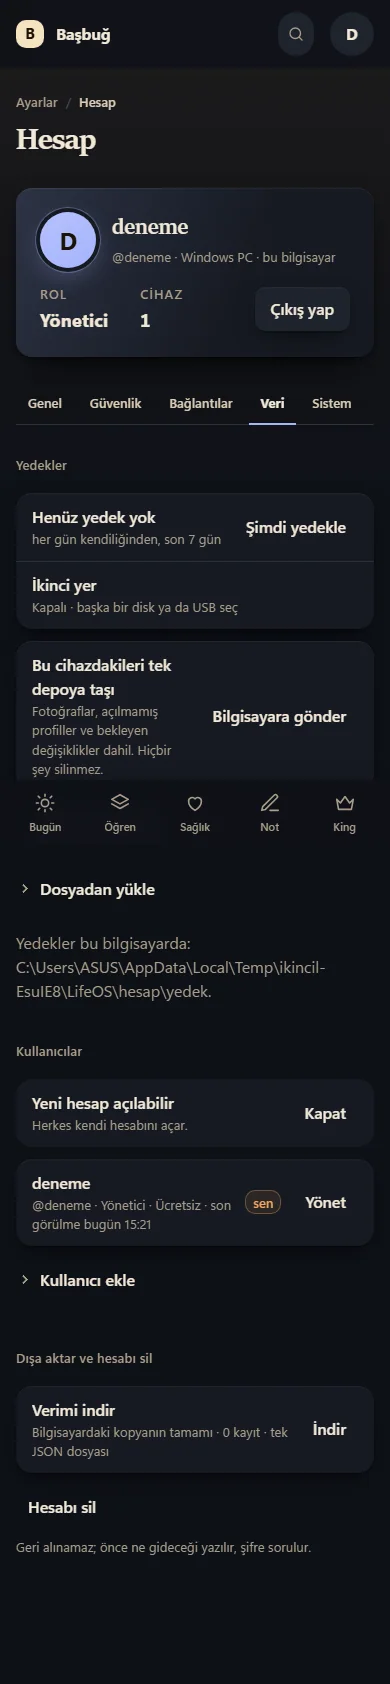 B Başbuğ D
Ayarlar / Hesap
Hesap
D
deneme
@deneme · Windows PC · bu bilgisayar
ROL CİHAZ
Yönetici 1 Çıkış yap
Genel Güvenlik Bağlantılar Veri Sistem
Yedekler
Henüz yedek yok
her gün kendiliğinden, son 7 gün
Şimdi yedekle
İkinci yer
Kapalı · başka bir disk ya da USB seç
Bu cihazdakileri tek
depoya taşı
Fotoğraflar, açılmamış
profiller ve bekleyen
değişiklikler dahil. Hiçbir
şey silinmez.
Bilgisayara gönder
Bugün Öğren Sağlık Not King
Dosyadan yükle
Yedekler bu bilgisayarda:
C:\Users\ASUS\AppData\Local\Temp\ikincil-
EsuIE8\LifeOS\hesap\yedek.
Kullanıcılar
Yeni hesap açılabilir
Herkes kendi hesabını açar.
Kapat
deneme
@deneme · Yönetici · Ücretsiz · son
görülme bugün 15:21
sen Yönet
Kullanıcı ekle
Dışa aktar ve hesabı sil
Verimi indir
Bilgisayardaki kopyanın tamamı · 0 kayıt · tek
JSON dosyası
İndir
Hesabı sil
Geri alınamaz; önce ne gideceği yazılır, şifre sorulur.